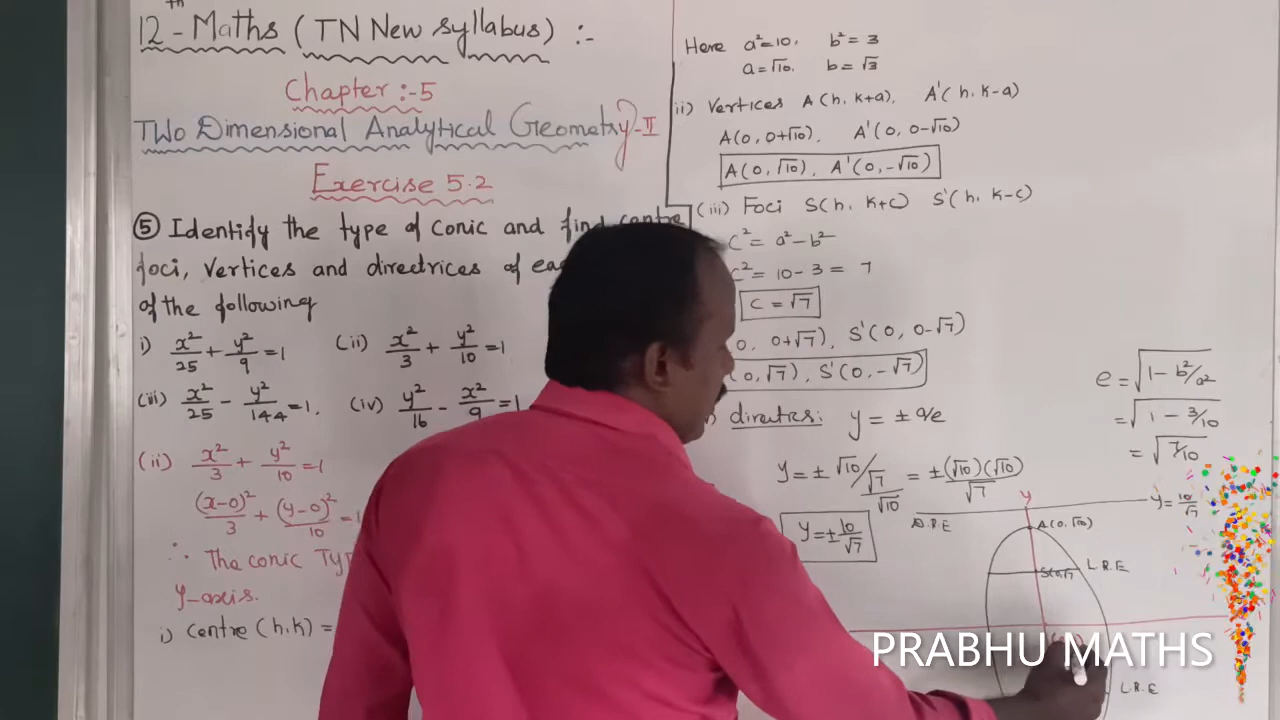 12th - Maths (TN New syllabus) :-
Chapter :-5
Two Dimensional Analytical Geometry-II
Exercise 5.2
⑤ Identify the type of conic and find centre
foci, vertices and directrices of
of the following
i) x²/25 + y²/9 = 1 (ii) x²/3 + y²/10 = 1
(iii) x²/25 - y²/144 = 1. (iv) y²/16 - x²/9 = 1
(ii) x²/3 + y²/10 = 1
(x-0)²/3 + (y-0)²/10 = 1
∴ The conic
y-axis.
i) centre (h.k) =
Here a²=10, b²=3
a=√10, b=√3
ii) Vertices A(h, k+a), A'(h, k-a)
A(0, 0+√10), A'(0, 0-√10)
A(0, √10), A'(0, -√10)
(iii) Foci S(h, k+c) S'(h, k-c)
c² = a² - b²
c² = 10 - 3 = 7
c = √7
0, 0+√7), S'(0, 0-√7)
(0, √7), S'(0, -√7)
directrics: y = ± a/e
y = ± √10/√7/√10 = ±(√10)(√10)/√7
y = ± 10/√7
e = √1 - b²/a²
= √1 - 3/10
= √7/10
y = 10/√7
D.R.E
y
A(0, √10)
S(0,√7
L.R.E
L.R.E
PRABHU MATHS